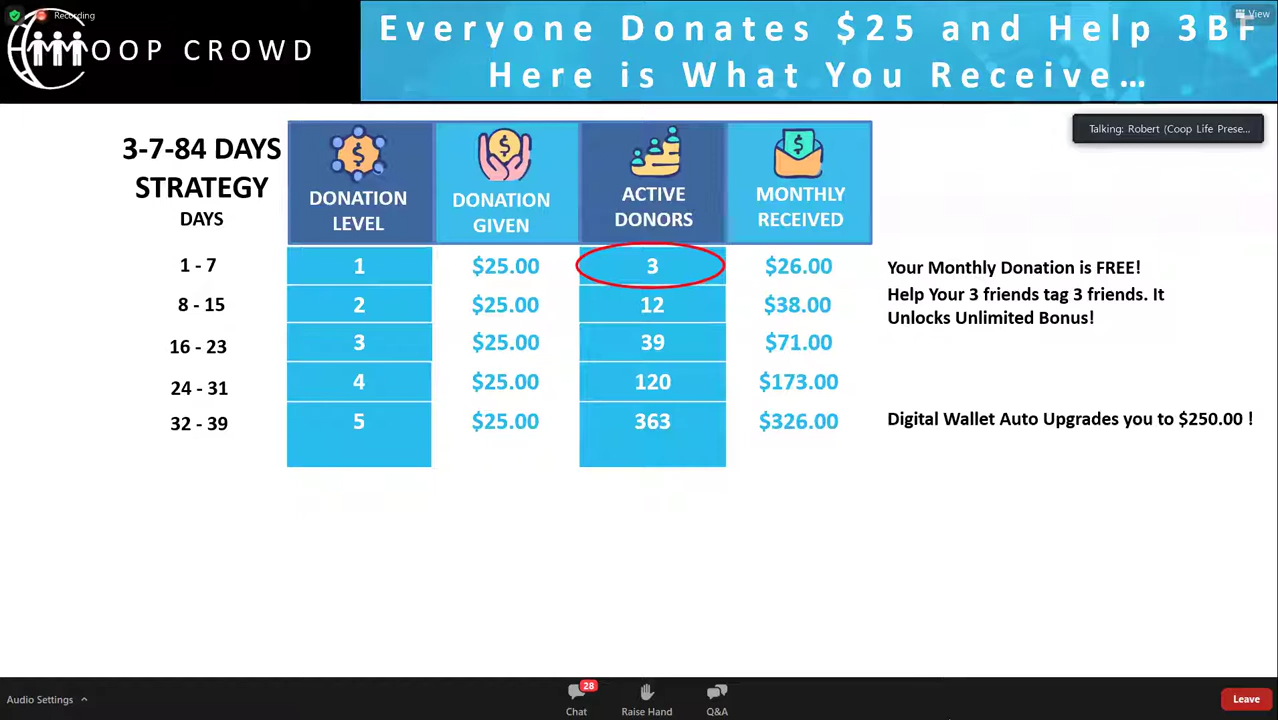 Recording
View
OOP CROWD
Everyone Donates $25 and Help 3BF
Here is What You Receive…
Talking: Robert (Coop Life Prese...
3-7-84 DAYS
STRATEGY
DAYS
DONATION
LEVEL
DONATION
GIVEN
ACTIVE
DONORS
MONTHLY
RECEIVED
1 - 7 1 $25.00 3 $26.00 Your Monthly Donation is FREE!
8 - 15 2 $25.00 12 $38.00 Help Your 3 friends tag 3 friends. It
Unlocks Unlimited Bonus!
16 - 23 3 $25.00 39 $71.00
24 - 31 4 $25.00 120 $173.00
32 - 39 5 $25.00 363 $326.00 Digital Wallet Auto Upgrades you to $250.00 !
Audio Settings
28
Chat
Raise Hand
Q&A
Leave